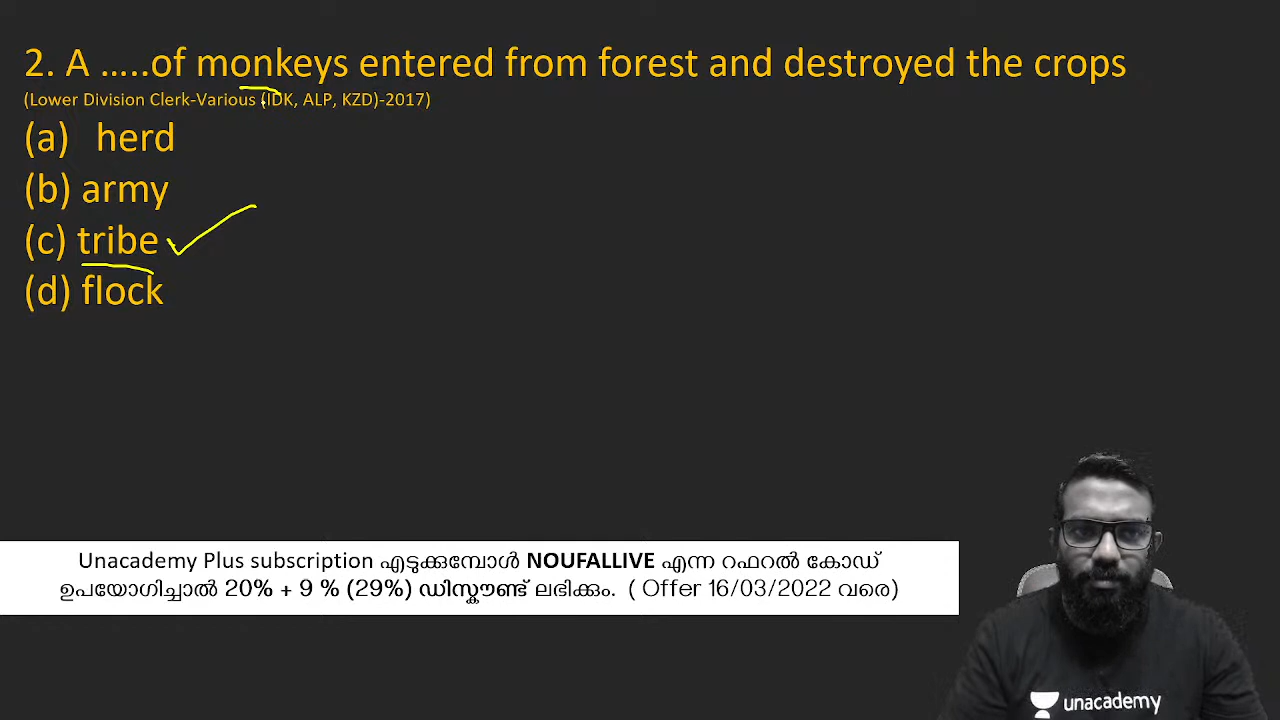 2. A .....of monkeys entered from forest and destroyed the crops
(Lower Division Clerk-Various (IDK, ALP, KZD)-2017)
(a) herd
(b) army
(c) tribe
(d) flock
Unacademy Plus subscription എടുക്കുമ്പോൾ NOUFALLIVE എന്ന റഫറൽ കോഡ്
ഉപയോഗിച്ചാൽ 20% + 9 % (29%) ഡിസ്കൗണ്ട് ലഭിക്കും. ( Offer 16/03/2022 വരെ)
unacademy